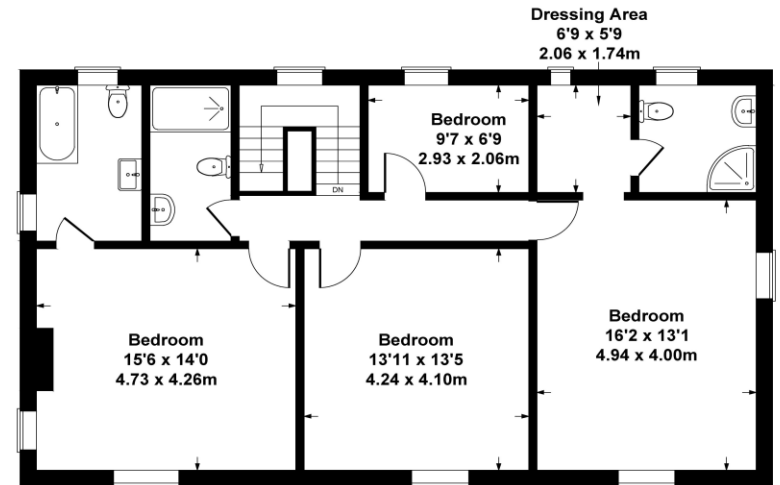 Dressing Area
6'9 x 5'9
2.06 x 1.74m
Bedroom
9'7 x 6'9
2.93 x 2.06m
DN
Bedroom
15'6 x 14'0
4.73 x 4.26m
Bedroom
13'11 x 13'5
4.24 x 4.10m
Bedroom
16'2 x 13'1
4.94 x 4.00m